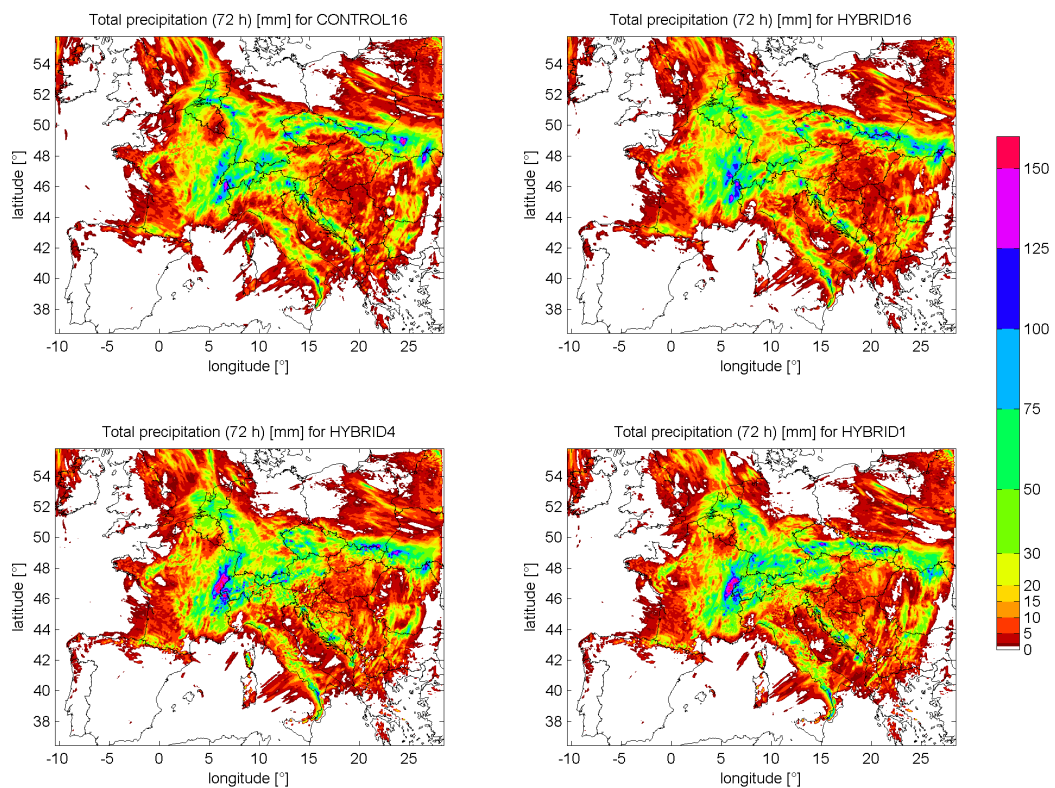 Total precipitation (72 h) [mm] for CONTROL16
54
52
50
48
46
44
42
40
38
latitude [°]
-10 -5 0 5 10 15 20 25
longitude [°]
Total precipitation (72 h) [mm] for HYBRID16
54
52
50
48
46
44
42
40
38
latitude [°]
-10 -5 0 5 10 15 20 25
longitude [°]
Total precipitation (72 h) [mm] for HYBRID4
54
52
50
48
46
44
42
40
38
latitude [°]
-10 -5 0 5 10 15 20 25
longitude [°]
Total precipitation (72 h) [mm] for HYBRID1
54
52
50
48
46
44
42
40
38
latitude [°]
-10 -5 0 5 10 15 20 25
longitude [°]
150
125
100
75
50
30
20
15
10
5
0